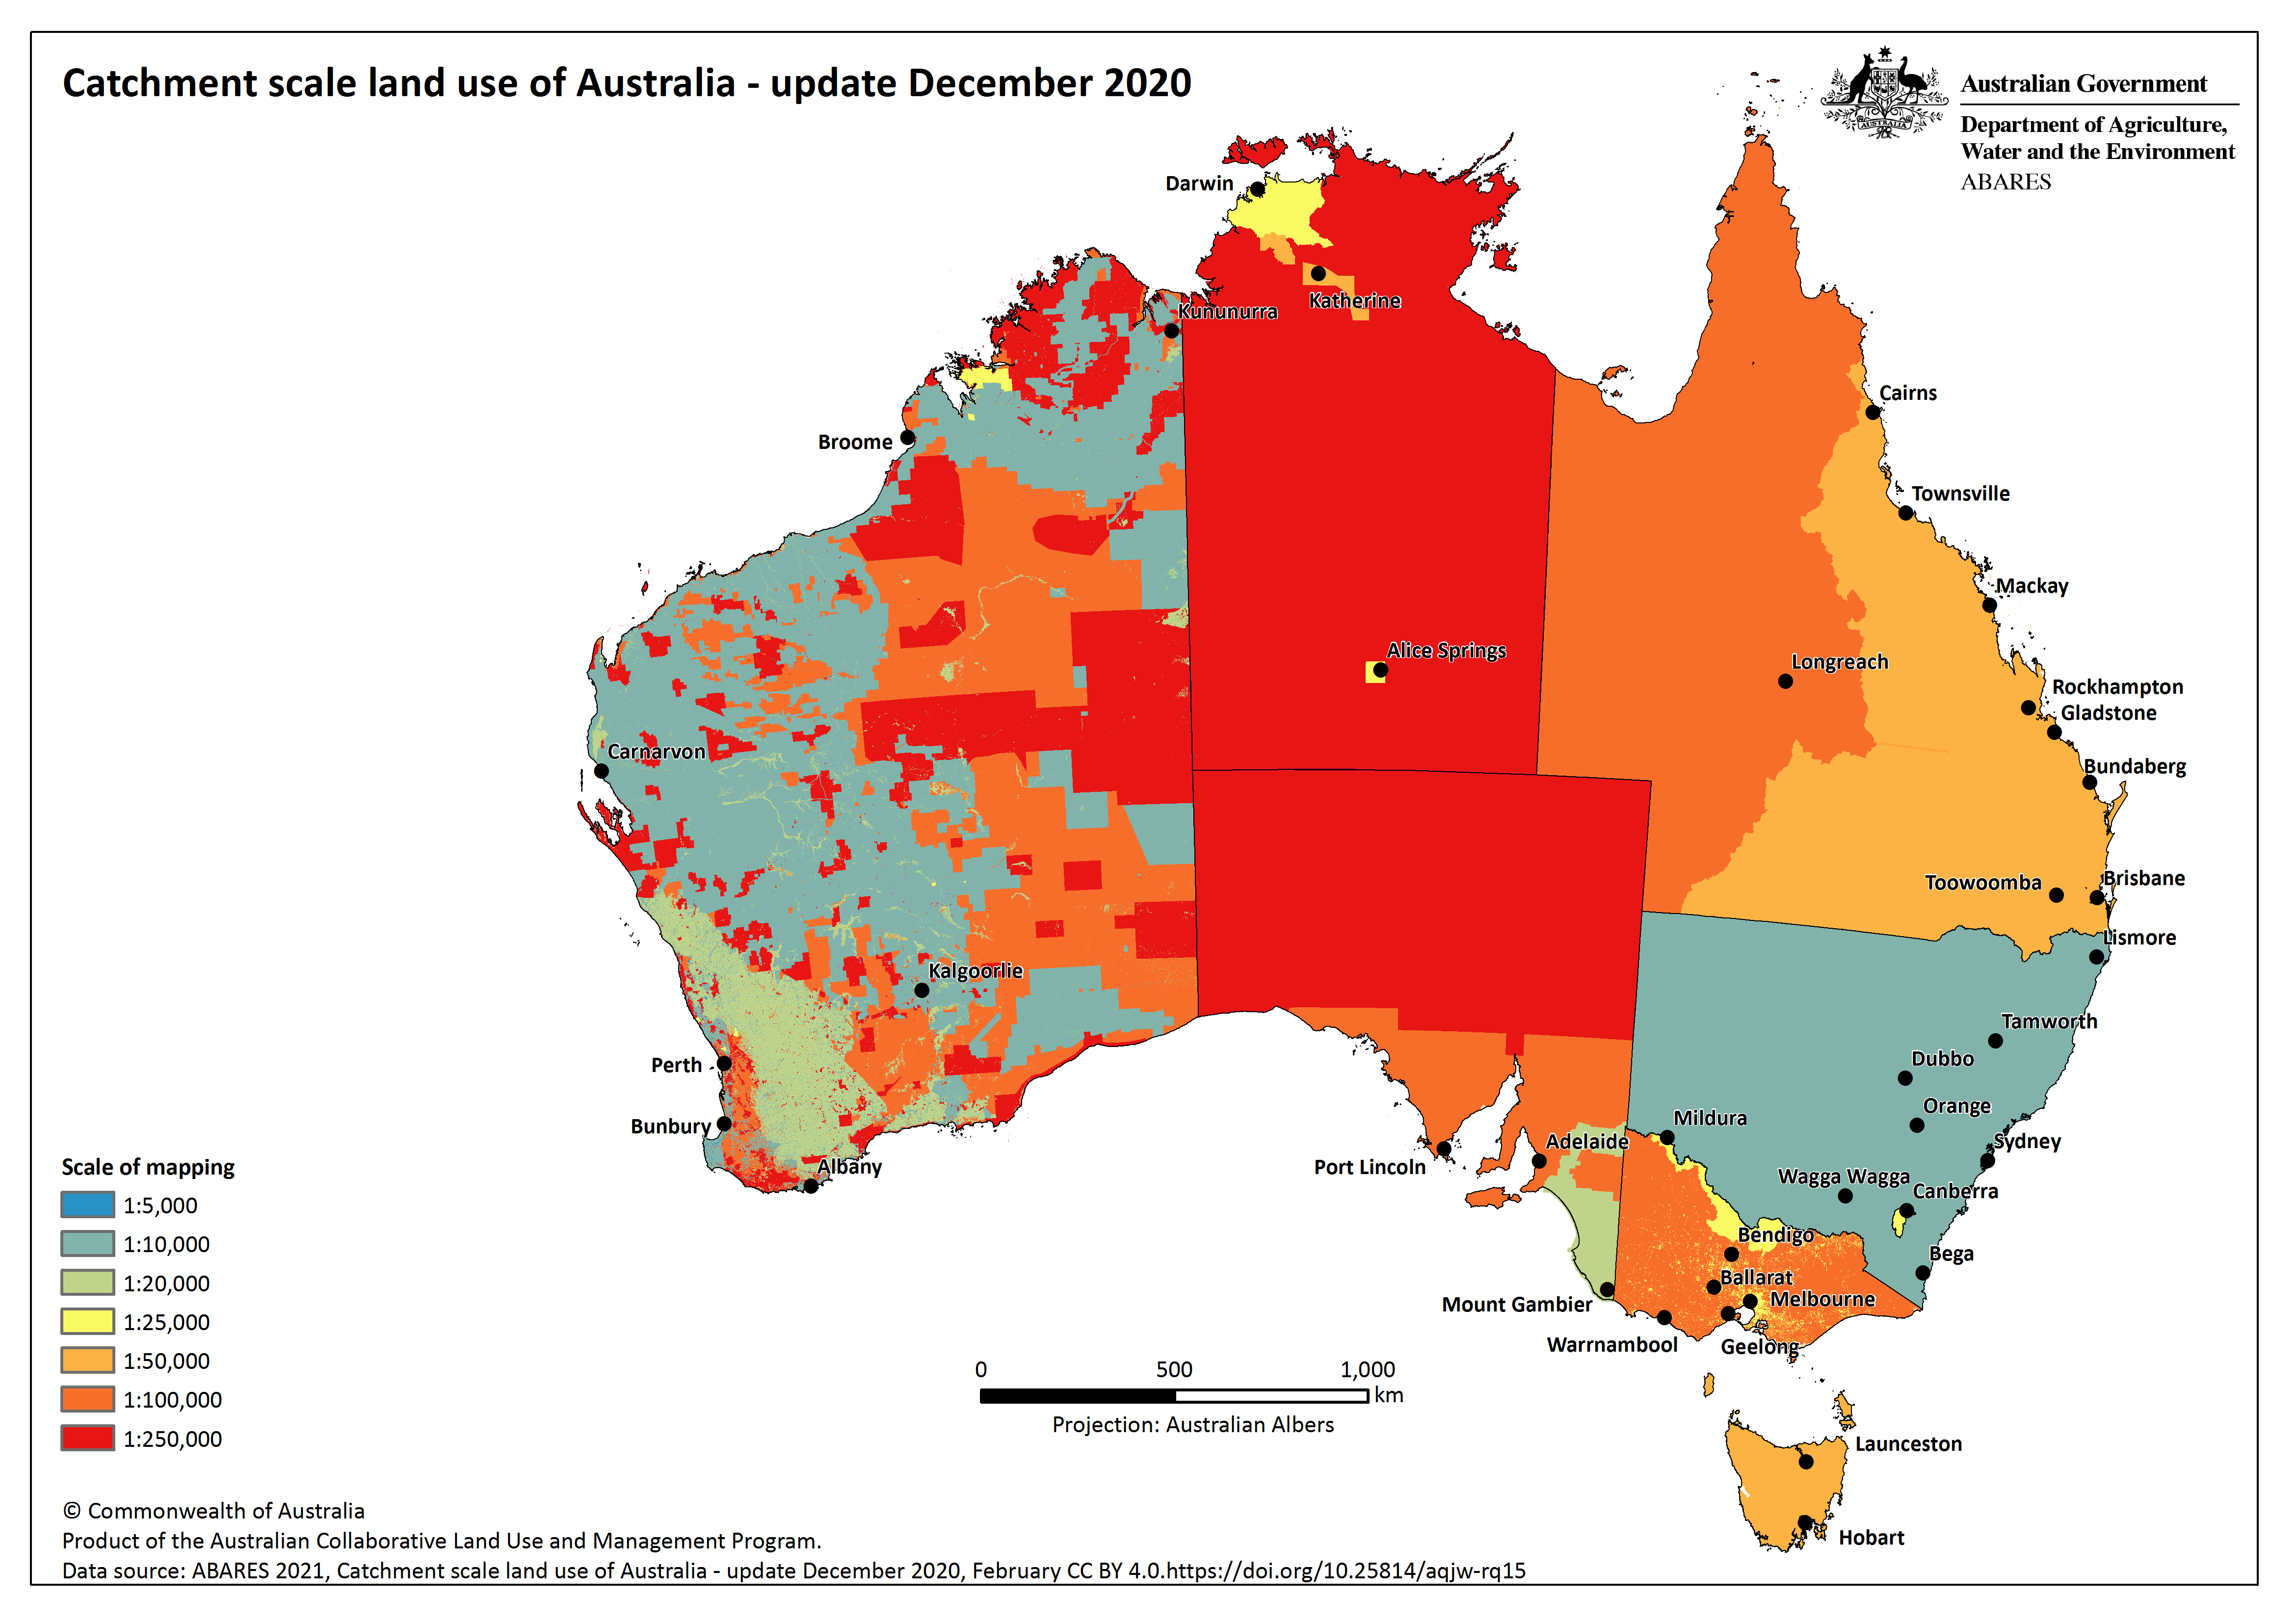 Catchment scale land use of Australia - update December 2020
Australian Government
Department of Agriculture,
Water and the Environment
ABARES
AUSTRALIA
Darwin
Katherine
Kununurra
Cairns
Broome
Townsville
Mackay
Alice Springs
Longreach
Rockhampton
Gladstone
Carnarvon
Bundaberg
Toowoomba
Brisbane
Lismore
Kalgoorlie
Tamworth
Dubbo
Perth
Orange
Mildura
Bunbury
Sydney
Adelaide
Port Lincoln
Albany
Wagga Wagga
Canberra
Bendigo
Bega
Ballarat
Mount Gambier
Melbourne
Warrnambool
Geelong
Launceston
Hobart
Scale of mapping
1:5,000
1:10,000
1:20,000
1:25,000
1:50,000
1:100,000
1:250,000
0 500 1,000
km
Projection: Australian Albers
© Commonwealth of Australia
Product of the Australian Collaborative Land Use and Management Program.
Data source: ABARES 2021, Catchment scale land use of Australia - update December 2020, February CC BY 4.0.https://doi.org/10.25814/aqjw-rq15